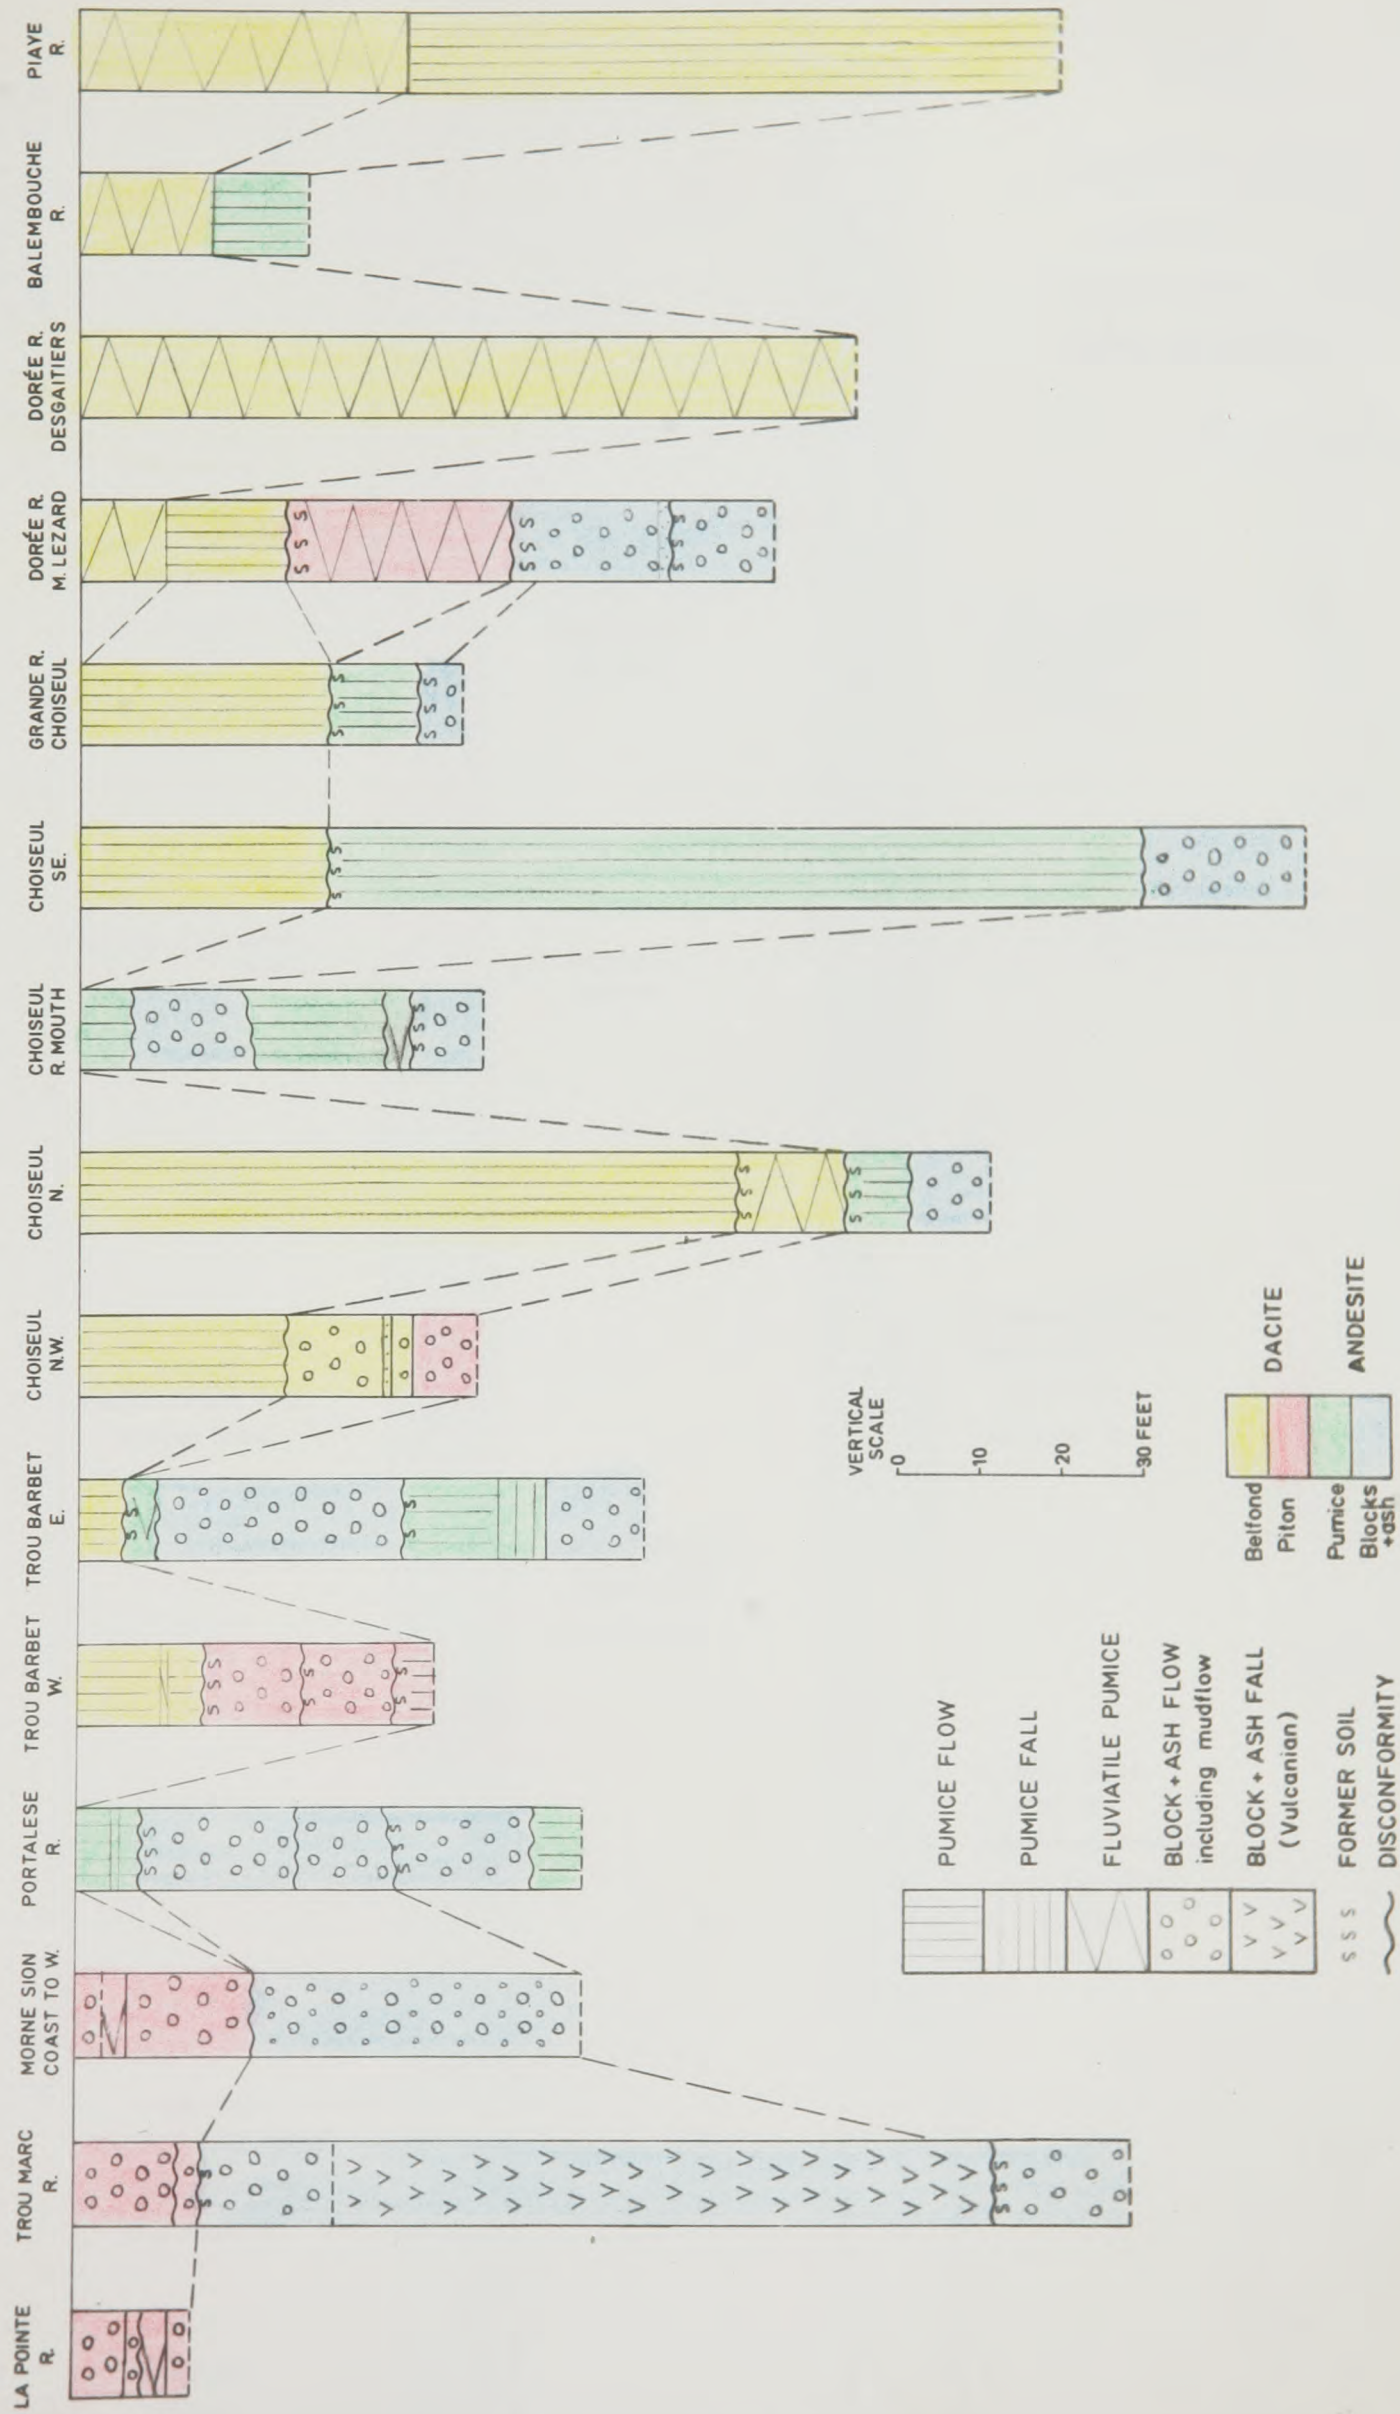 LA POINTE
R.
TROU MARC
R.
MORNE SION
COAST TO W.
PORTALESE
R.
TROU BARBET
W.
TROU BARBET
E.
CHOISEUL
N.W.
CHOISEUL
N.
CHOISEUL
R. MOUTH
CHOISEUL
SE.
GRANDE R.
CHOISEUL
DORÉE R.
M. LEZARD
DORÉE R.
DESGAITIERS
BALEMBOUCHE
R.
PIAYE
R.
PUMICE FLOW
PUMICE FALL
FLUVIATILE PUMICE
BLOCK + ASH FLOW
including mudflow
BLOCK + ASH FALL
(Vulcanian)
S S S FORMER SOIL
DISCONFORMITY
VERTICAL
SCALE
0
10
20
30 FEET
Belfond
Piton
DACITE
Pumice
Blocks
+ash
ANDESITE